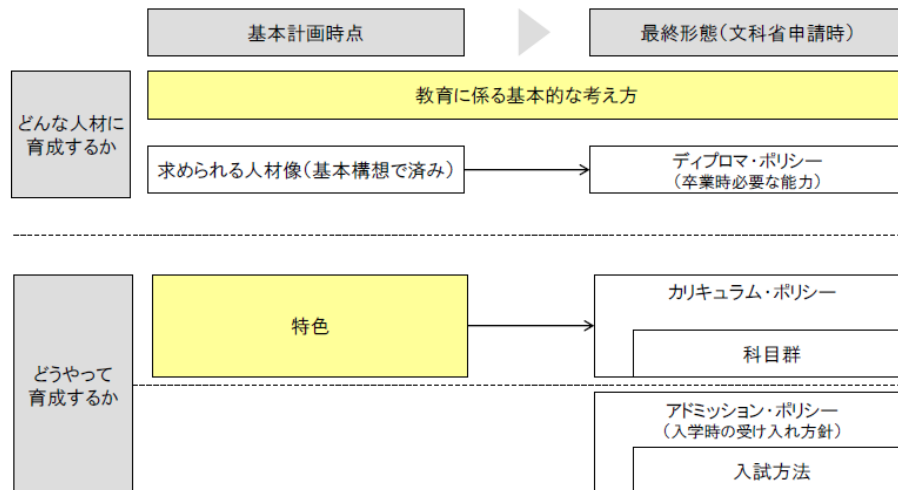 基本計画時点
最終形態(文科省申請時)
どんな人材に
育成するか
教育に係る基本的な考え方
求められる人材像(基本構想で済み)
ディプロマ・ポリシー
(卒業時必要な能力)
どうやって
育成するか
特色
カリキュラム・ポリシー
科目群
アドミッション・ポリシー
(入学時の受け入れ方針)
入試方法